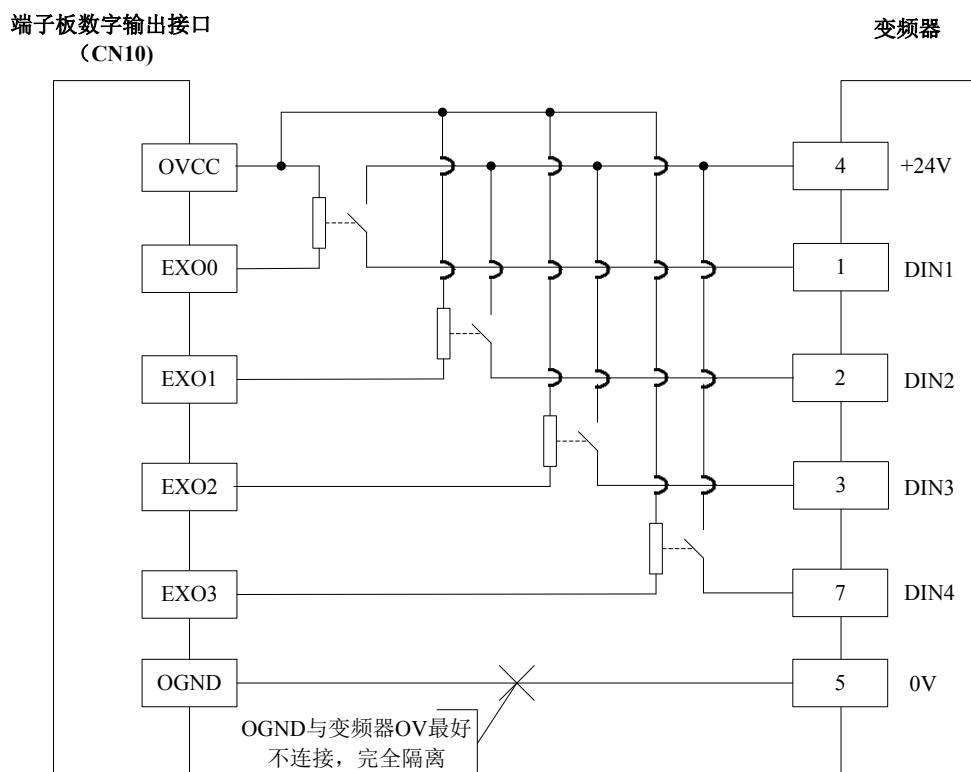 端子板数字输出接口
（CN10)
变频器
OVCC
4
+24V
EXO0
1
DIN1
EXO1
2
DIN2
EXO2
3
DIN3
EXO3
7
DIN4
OGND
5
0V
OGND与变频器OV最好
不连接，完全隔离